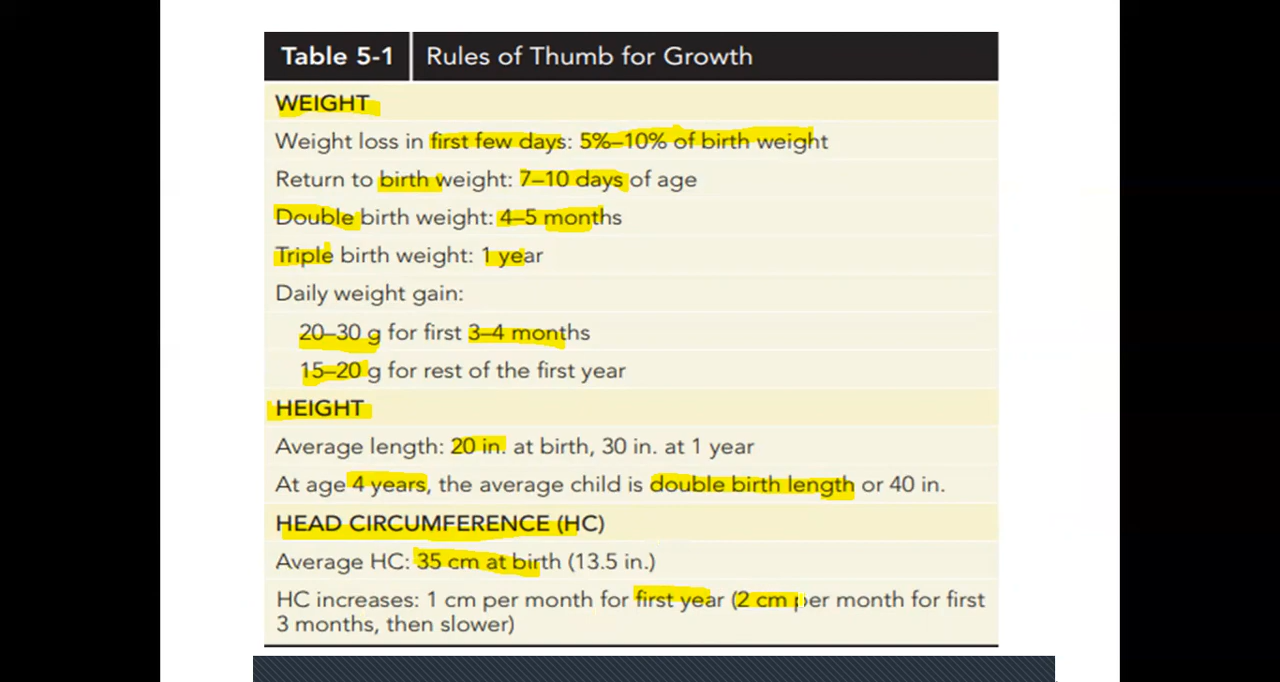 Table 5-1 Rules of Thumb for Growth
WEIGHT
Weight loss in first few days: 5%–10% of birth weight
Return to birth weight: 7–10 days of age
Double birth weight: 4–5 months
Triple birth weight: 1 year
Daily weight gain:
20–30 g for first 3–4 months
15–20 g for rest of the first year
HEIGHT
Average length: 20 in. at birth, 30 in. at 1 year
At age 4 years, the average child is double birth length or 40 in.
HEAD CIRCUMFERENCE (HC)
Average HC: 35 cm at birth (13.5 in.)
HC increases: 1 cm per month for first year (2 cm per month for first
3 months, then slower)